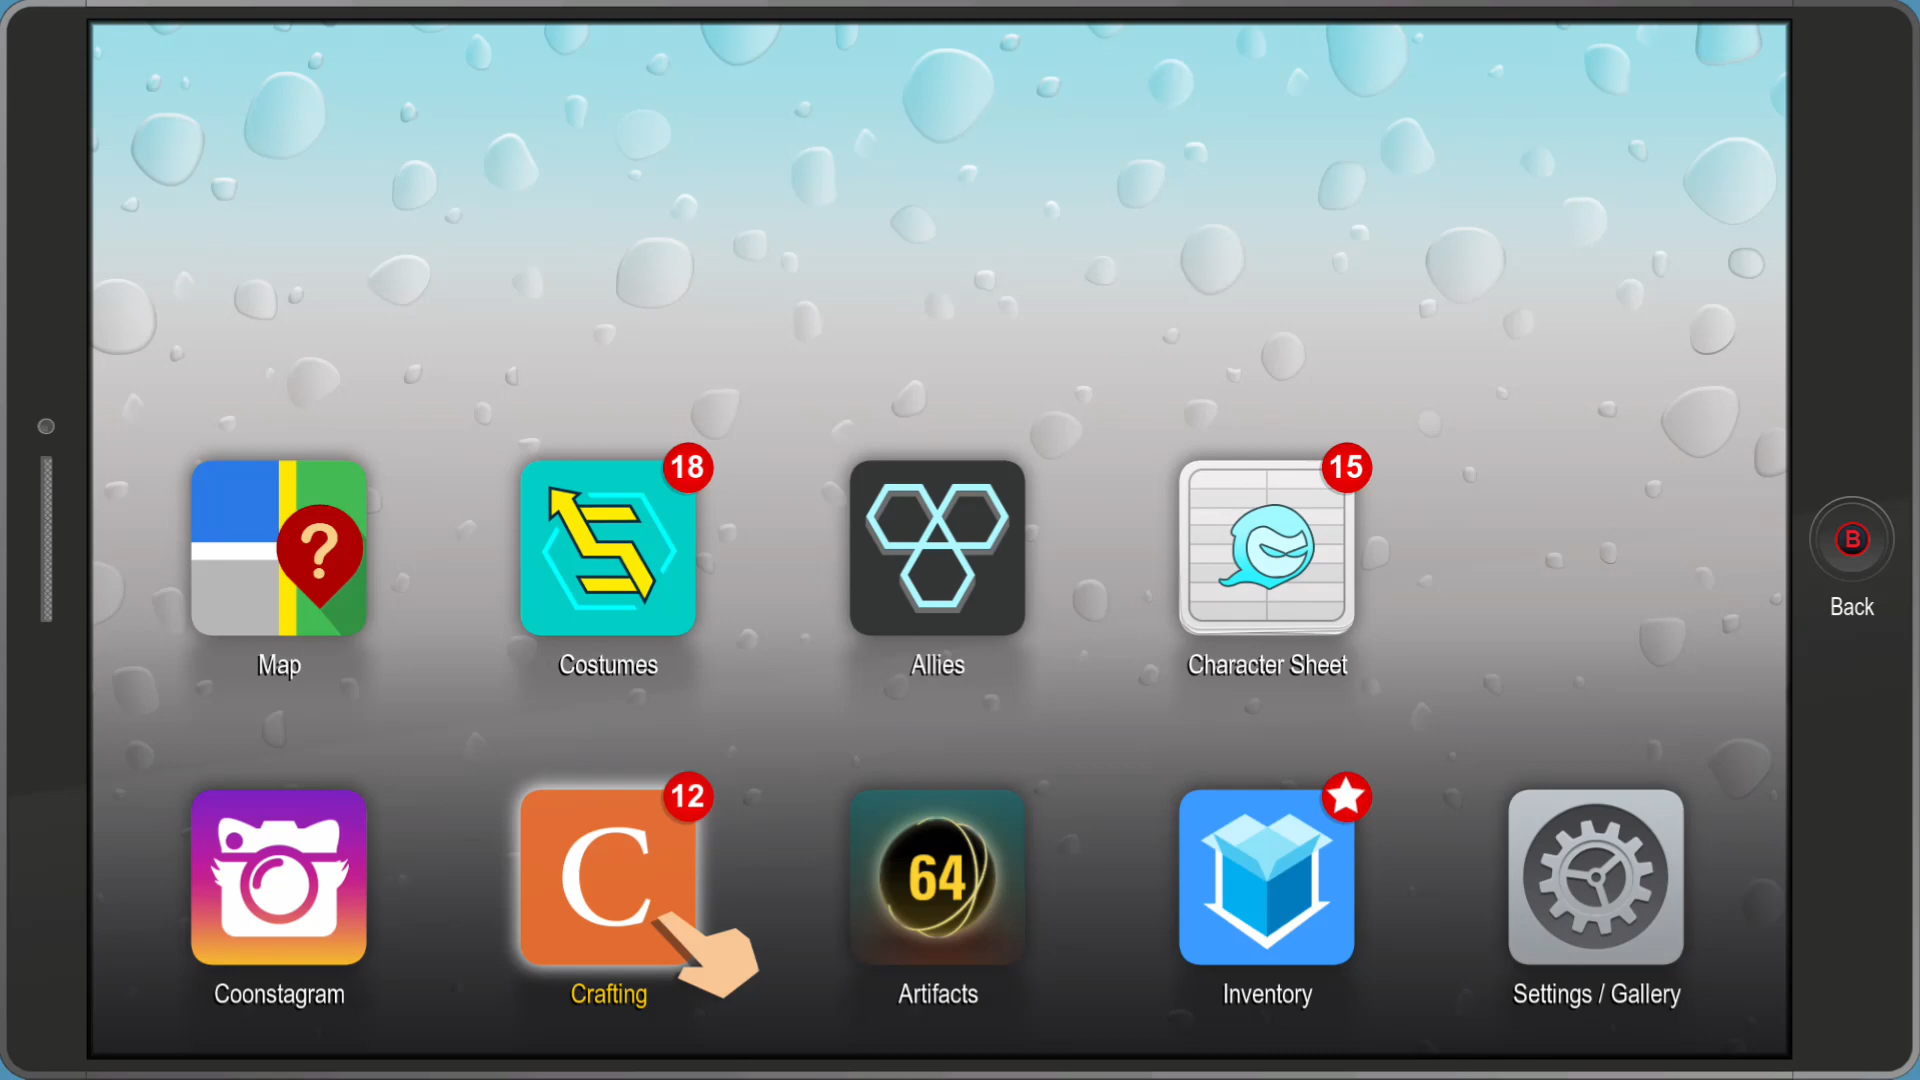 18
15
?
B
Back
Map
Costumes
Allies
Character Sheet
12
C
64
Coonstagram
Crafting
Artifacts
Inventory
Settings / Gallery